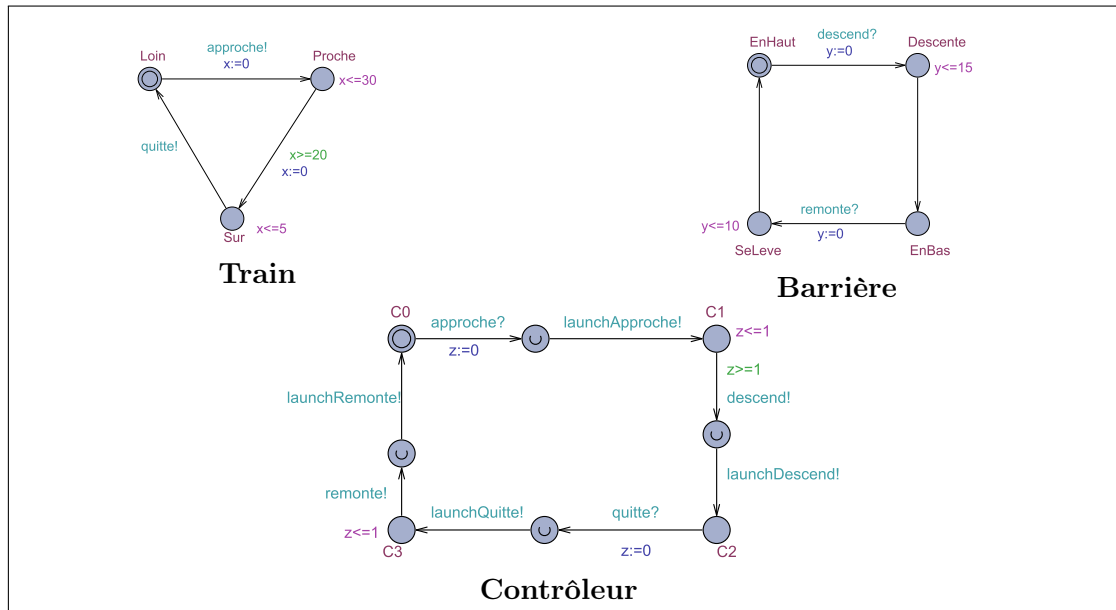 Loin
approche!
x:=0
Proche
x<=30
quitte!
x>=20
x:=0
Sur
x<=5
Train
EnHaut
descend?
y:=0
Descente
y<=15
remonte?
y<=10
y:=0
SeLeve
EnBas
Barrière
C0
approche?
z:=0
launchApproche!
C1
z<=1
z>=1
descend!
launchDescend!
launchRemonte!
remonte!
launchQuitte!
quitte?
z<=1
C3
z:=0
C2
Contrôleur